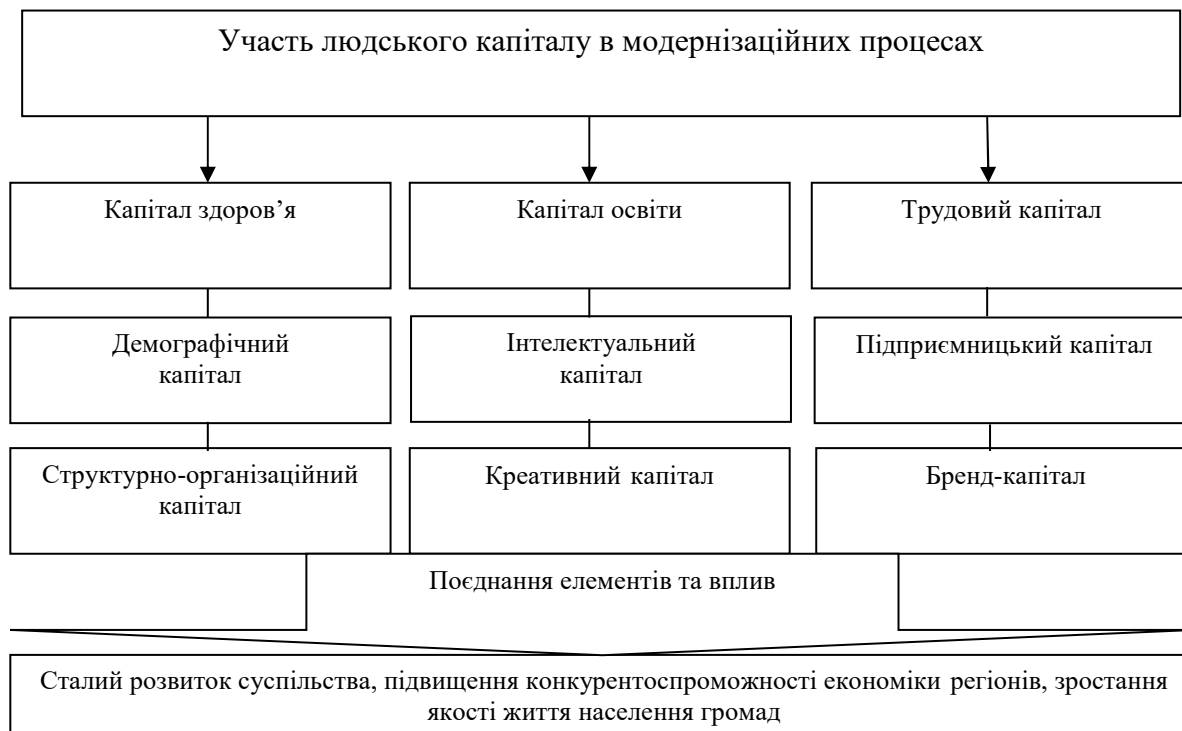 Участь людського капіталу в модернізаційних процесах
Капітал здоров’я
Капітал освіти
Трудовий капітал
Демографічний
капітал
Інтелектуальний
капітал
Підприємницький капітал
Структурно-організаційний
капітал
Креативний капітал
Бренд-капітал
Поєднання елементів та вплив
Сталий розвиток суспільства, підвищення конкурентоспроможності економіки регіонів, зростання
якості життя населення громад